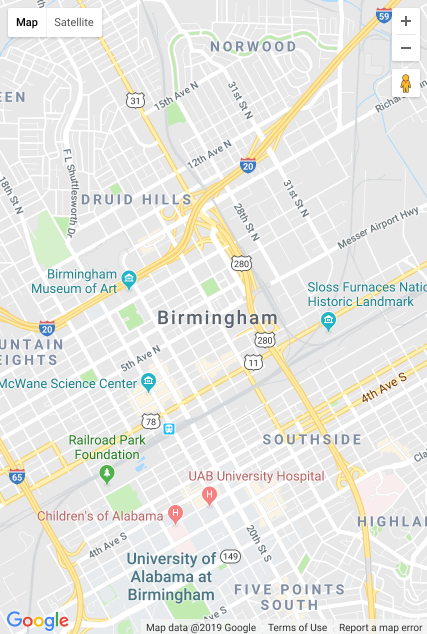 Map Satellite
59
NORWOOD
EEN
31
15th Ave N
31st St N
F L Shuttlesworth Dr
12th Ave N
20
18th St N
DRUID HILLS
28th St N
31st St N
Messer Airport Hwy
280
Birmingham
Museum of Art
Sloss Furnaces Natio
Historic Landmark
Birmingham
20
280
UNTAIN
EIGHTS
5th Ave N
11
McWane Science Center
4th Ave S
78
Railroad Park
Foundation
SOUTHSIDE
65
UAB University Hospital
H
Children's of Alabama
H
4th Ave S
20th St S
HIGHLA
149
University of
Alabama at
Birmingham
FIVE POINTS
SOUTH
Google
Map data @2019 Google Terms of Use Report a map error